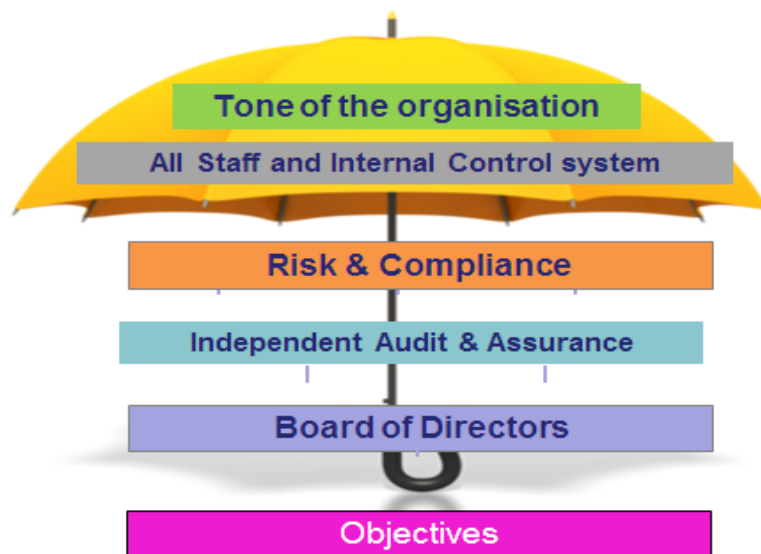 Tone of the organisation
All Staff and Internal Control system
Risk & Compliance
Independent Audit & Assurance
Board of Directors
Objectives